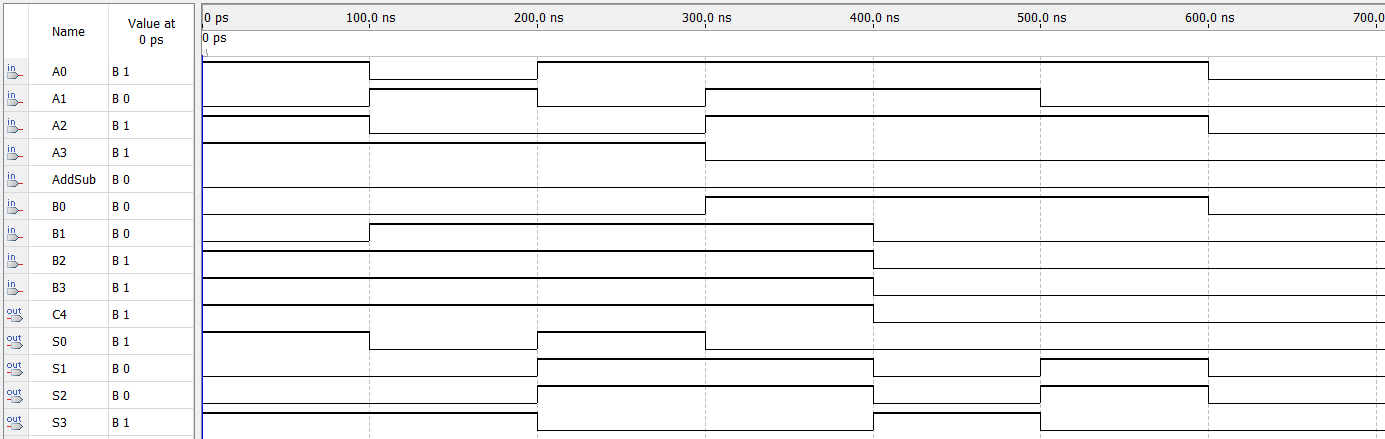 Name Value at 0 ps
0 ps 100.0 ns 200.0 ns 300.0 ns 400.0 ns 500.0 ns 600.0 ns 700.0
0 ps
in A0 B 1
in A1 B 0
in A2 B 1
in A3 B 1
in AddSub B 0
in B0 B 0
in B1 B 0
in B2 B 1
in B3 B 1
out C4 B 1
out S0 B 1
out S1 B 0
out S2 B 0
out S3 B 1